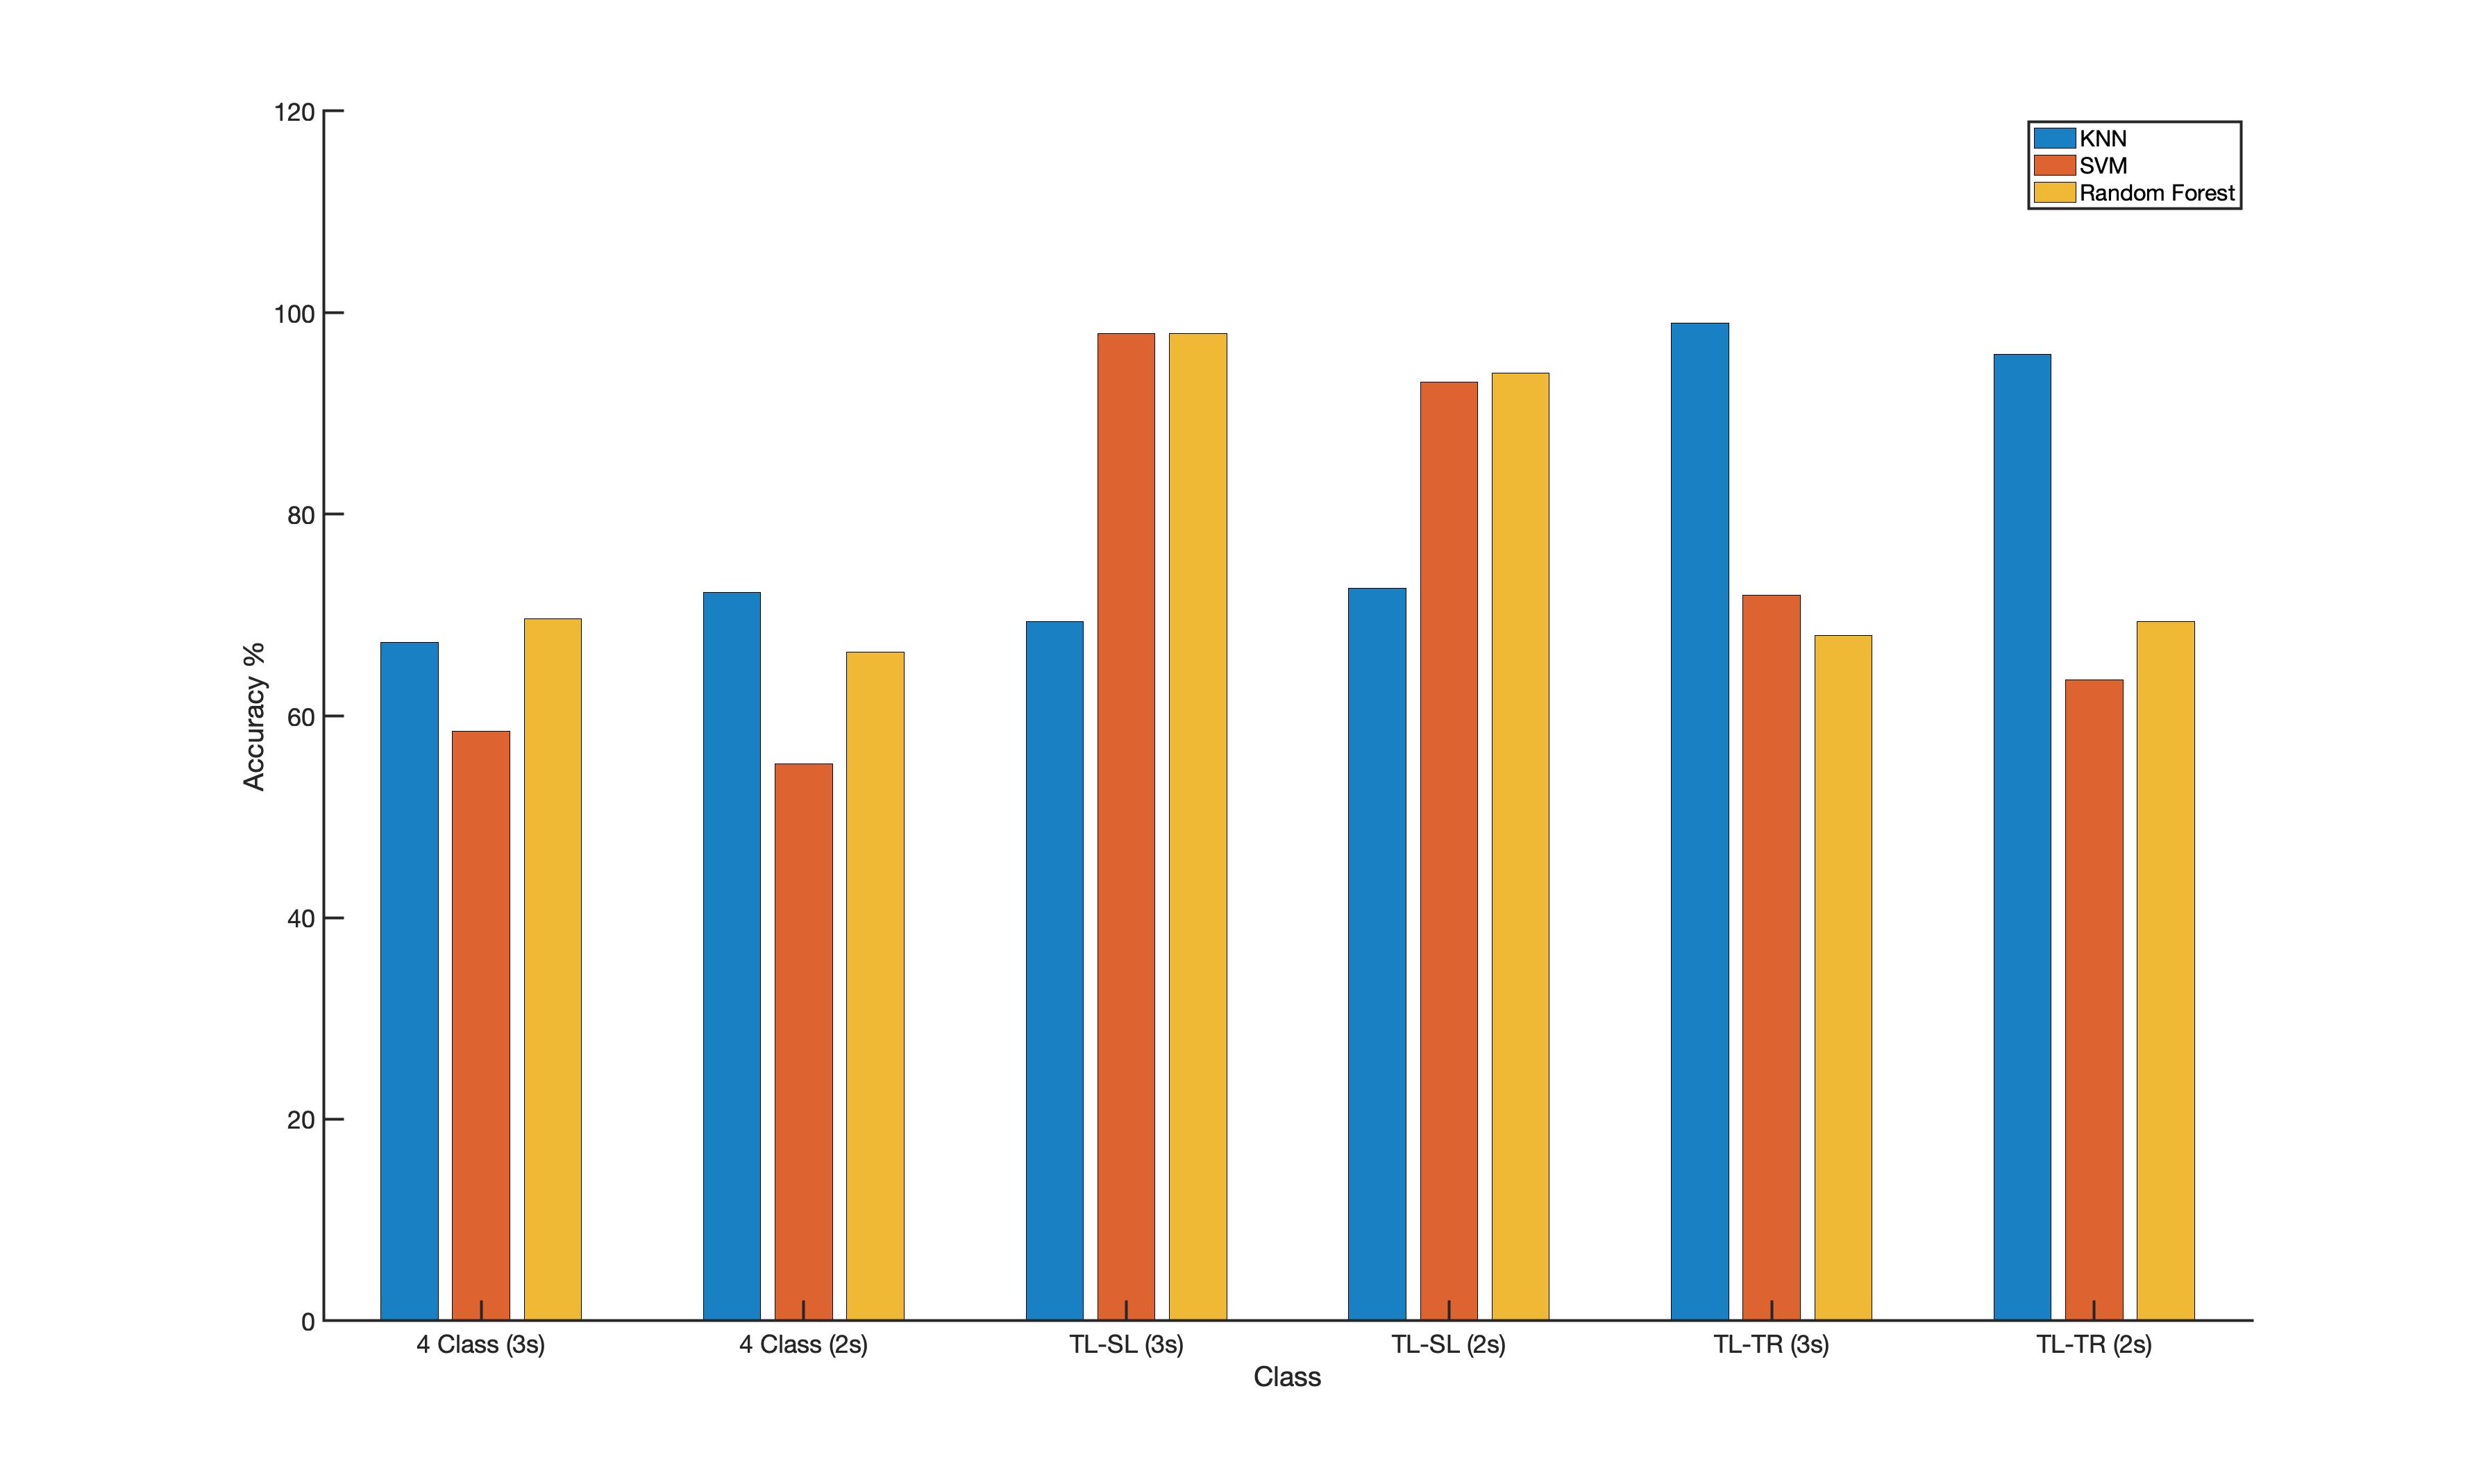 120
100
80
60
40
20
0
Accuracy %
KNN
SVM
Random Forest
4 Class (3s)
4 Class (2s)
TL-SL (3s)
TL-SL (2s)
TL-TR (3s)
TL-TR (2s)
Class